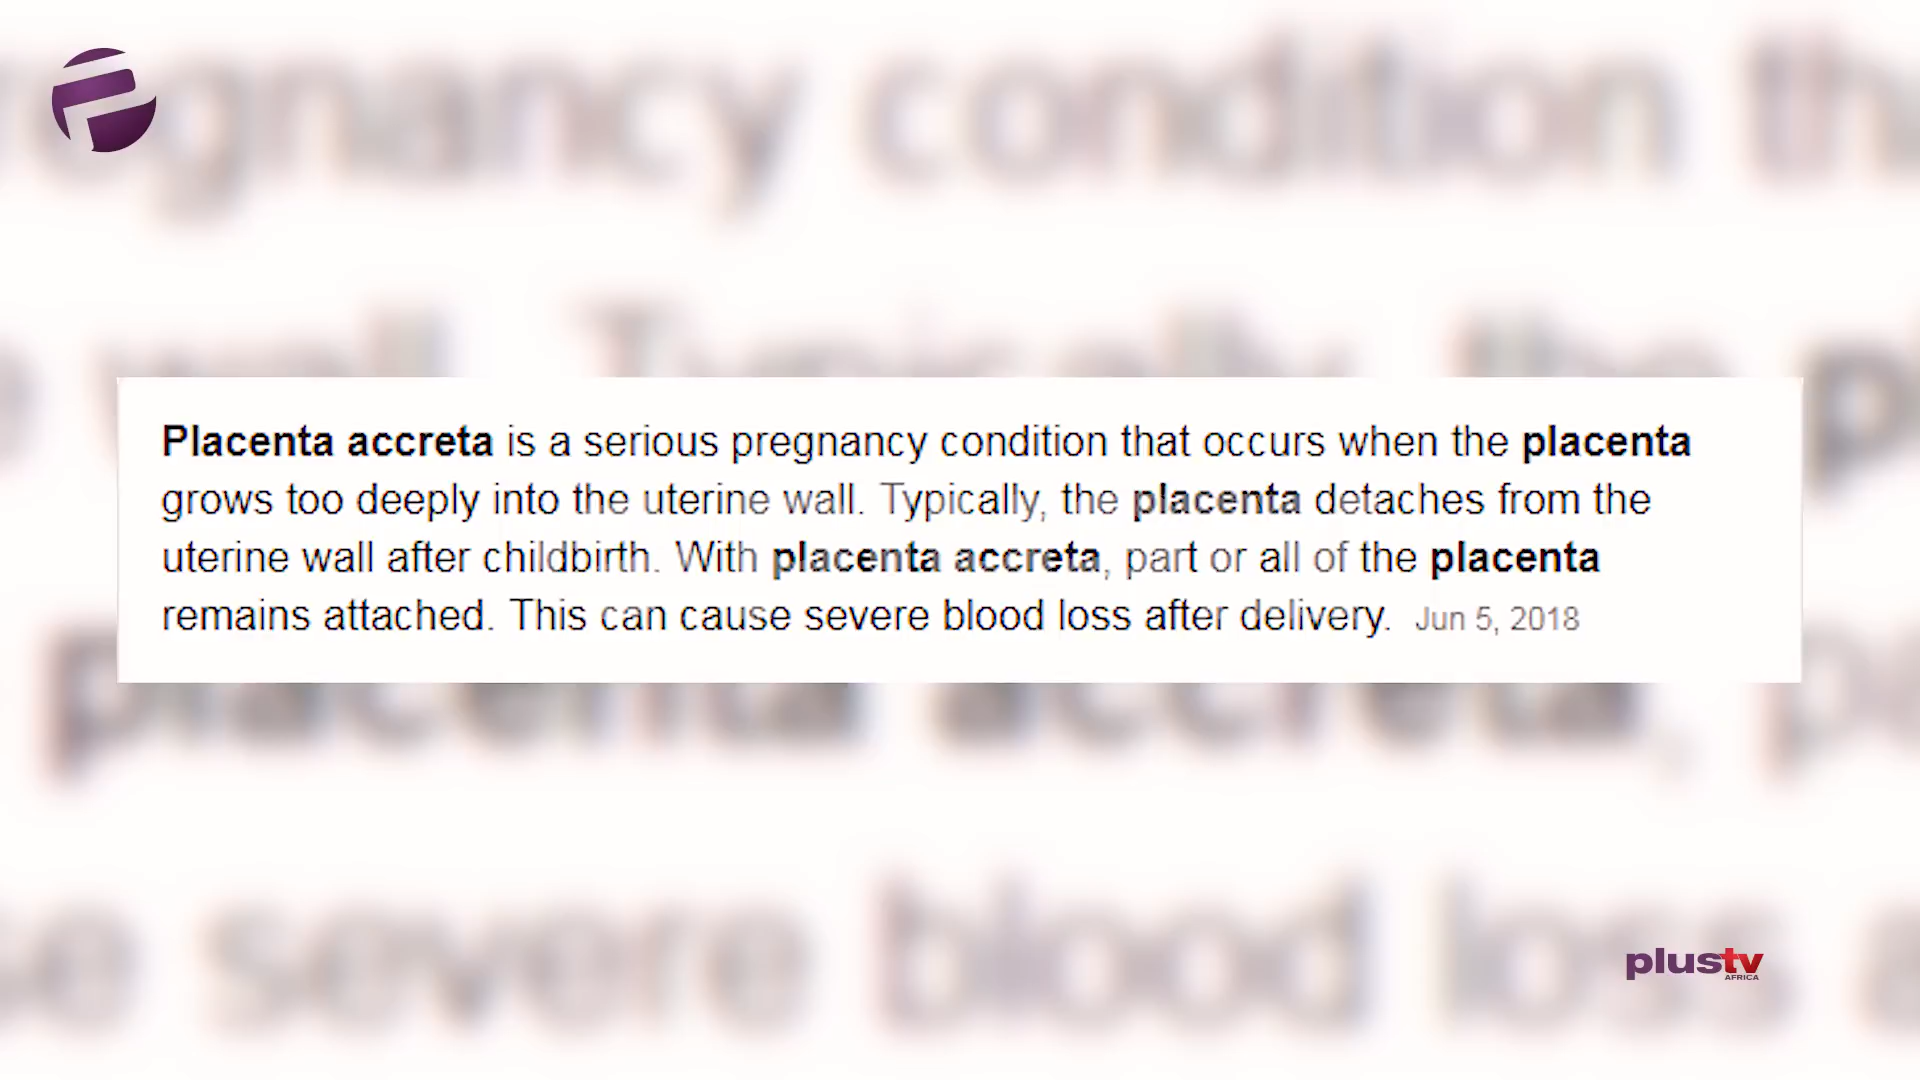 Placenta accreta is a serious pregnancy condition that occurs when the placenta
grows too deeply into the uterine wall. Typically, the placenta detaches from the
uterine wall after childbirth. With placenta accreta, part or all of the placenta
remains attached. This can cause severe blood loss after delivery. Jun 5, 2018
plustv
AFRICA